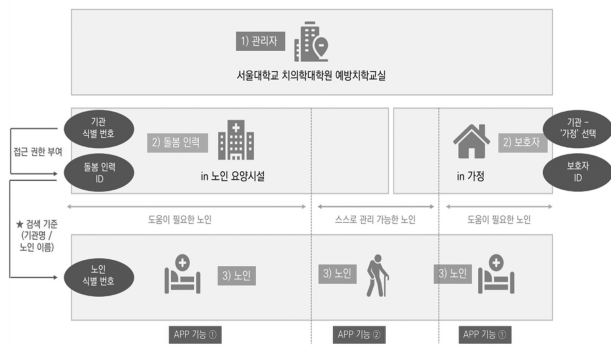 1) 관리자
서울대학교 치의학대학원 예방치학교실
접근 권한 부여
기관
식별 번호
돌봄 인력
ID
2) 돌봄 인력
in 노인 요양시설
2) 보호자
in 가정
기관 –
'가정' 선택
보호자
ID
★ 검색 기준
(기관명 /
노인 이름)
도움이 필요한 노인
스스로 관리 가능한 노인
도움이 필요한 노인
노인
식별 번호
3) 노인
3) 노인
3) 노인
APP 기능 ①
APP 기능 ②
APP 기능 ①